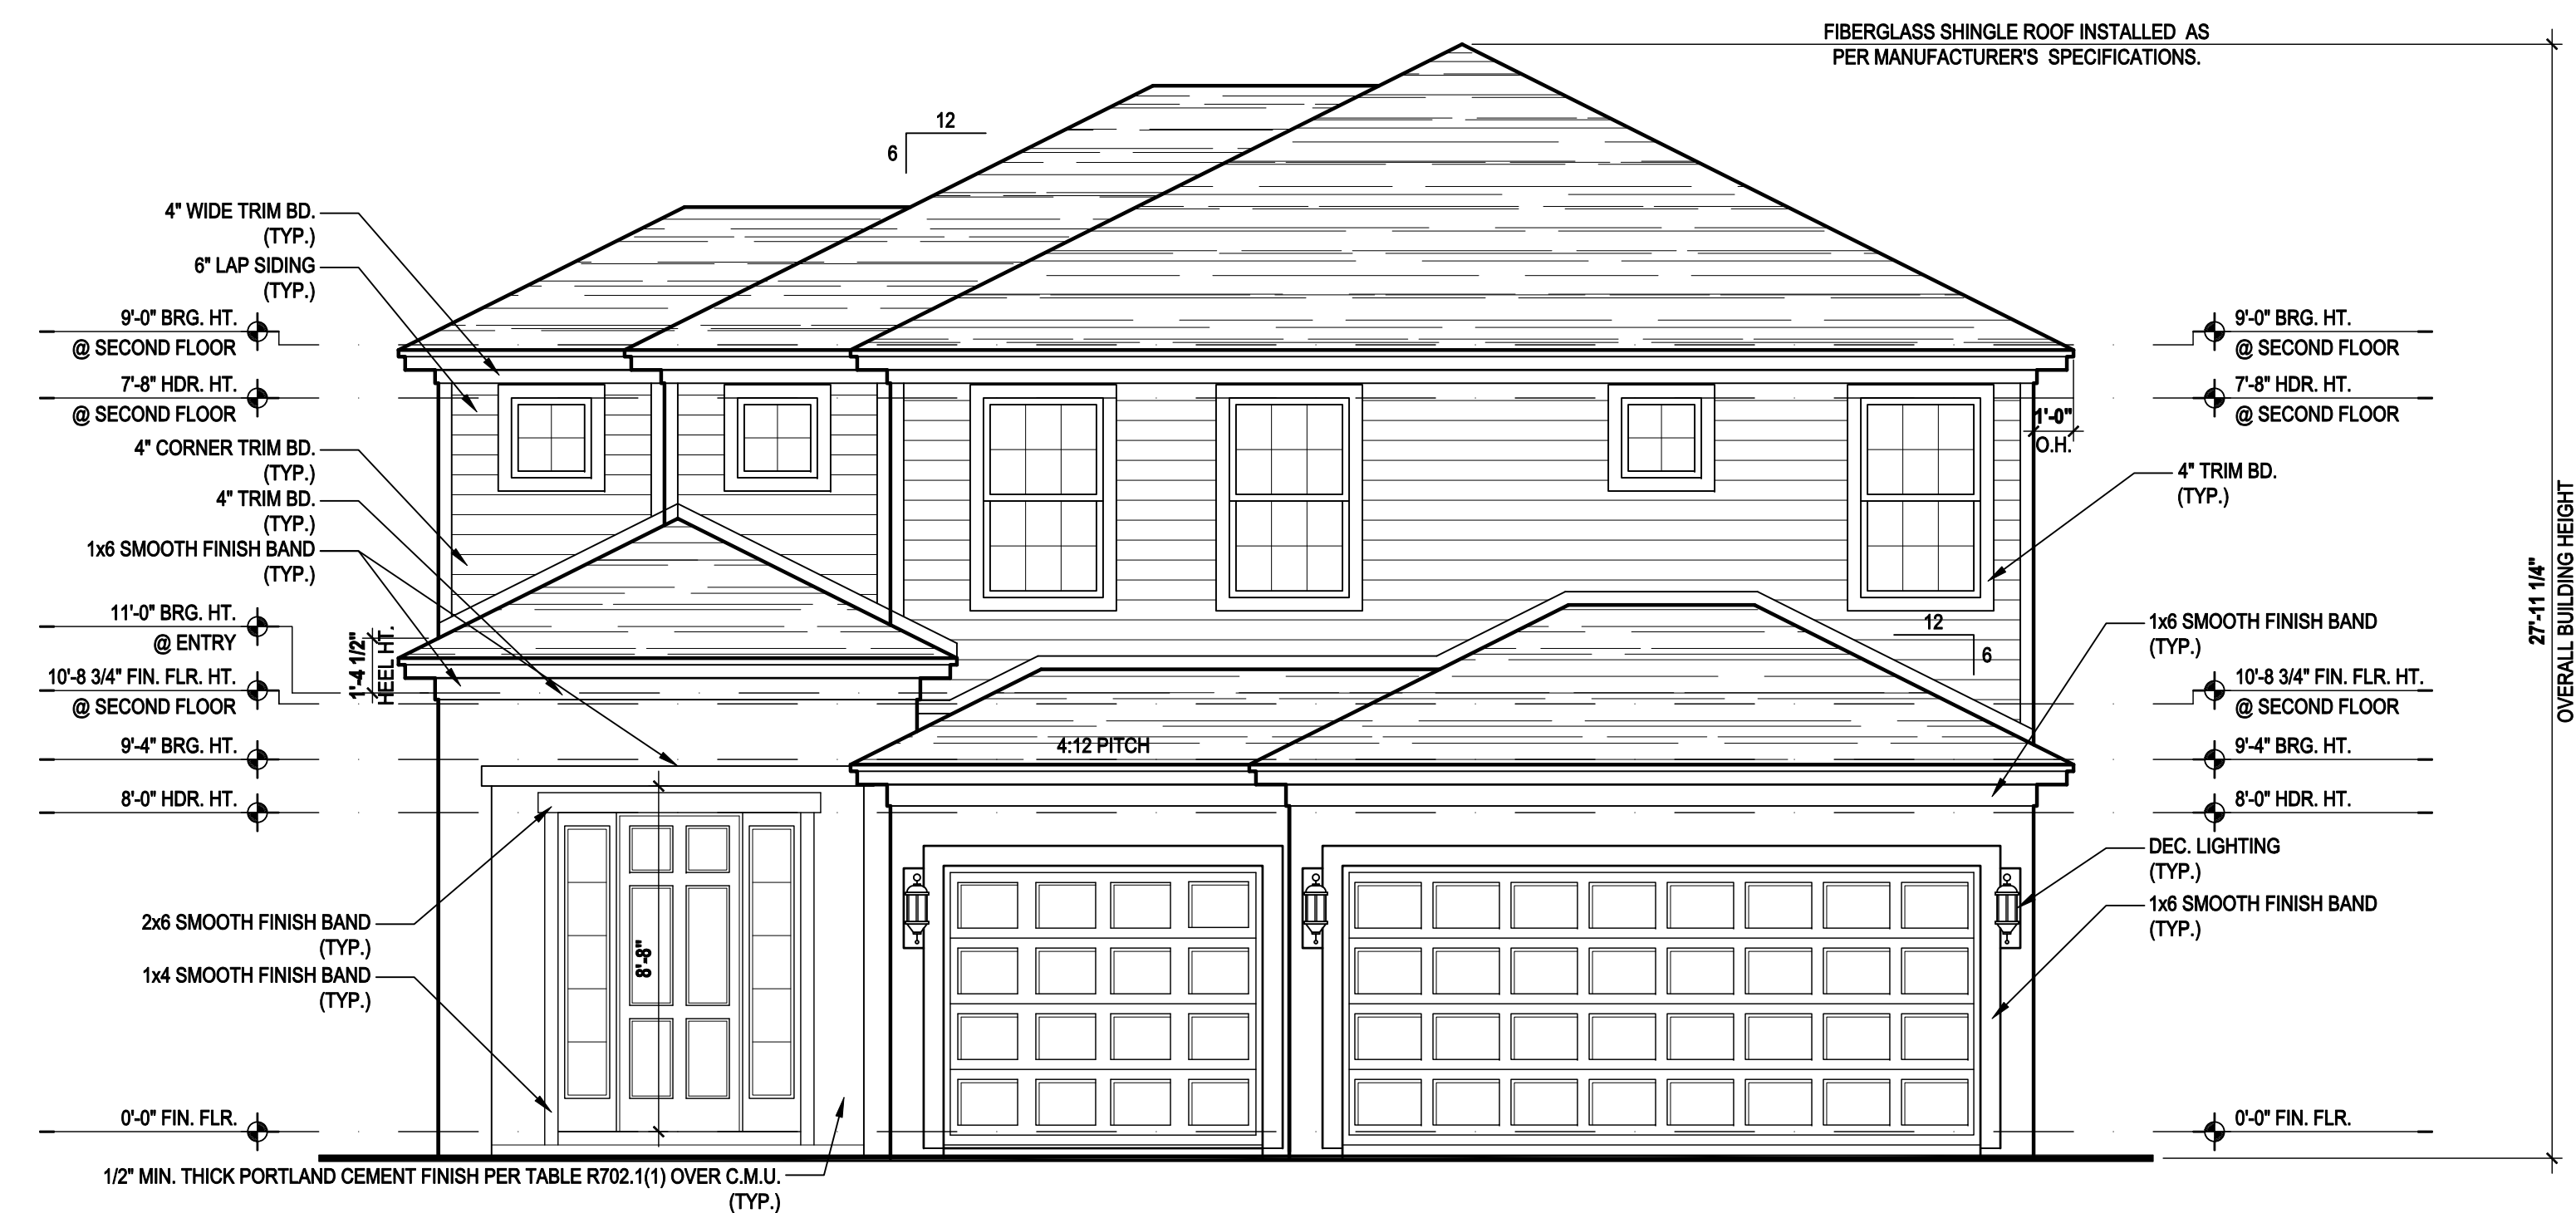 FIBERGLASS SHINGLE ROOF INSTALLED AS
PER MANUFACTURER'S SPECIFICATIONS.
12
6
4" WIDE TRIM BD.
(TYP.)
6" LAP SIDING
(TYP.)
9'-0" BRG. HT.
@ SECOND FLOOR
7'-8" HDR. HT.
@ SECOND FLOOR
4" CORNER TRIM BD.
(TYP.)
4" TRIM BD.
(TYP.)
1x6 SMOOTH FINISH BAND
(TYP.)
11'-0" BRG. HT.
@ ENTRY
1'-4 1/2"
HEEL HT.
10'-8 3/4" FIN. FLR. HT.
@ SECOND FLOOR
9'-4" BRG. HT.
8'-0" HDR. HT.
2x6 SMOOTH FINISH BAND
(TYP.)
1x4 SMOOTH FINISH BAND
(TYP.)
0'-0" FIN. FLR.
1/2" MIN. THICK PORTLAND CEMENT FINISH PER TABLE R702.1(1) OVER C.M.U.
(TYP.)
8'-8"
4:12 PITCH
12
6
1'-0"
O.H.
9'-0" BRG. HT.
@ SECOND FLOOR
7'-8" HDR. HT.
@ SECOND FLOOR
4" TRIM BD.
(TYP.)
1x6 SMOOTH FINISH BAND
(TYP.)
10'-8 3/4" FIN. FLR. HT.
@ SECOND FLOOR
9'-4" BRG. HT.
8'-0" HDR. HT.
DEC. LIGHTING
(TYP.)
1x6 SMOOTH FINISH BAND
(TYP.)
0'-0" FIN. FLR.
27'-11 1/4"
OVERALL BUILDING HEIGHT